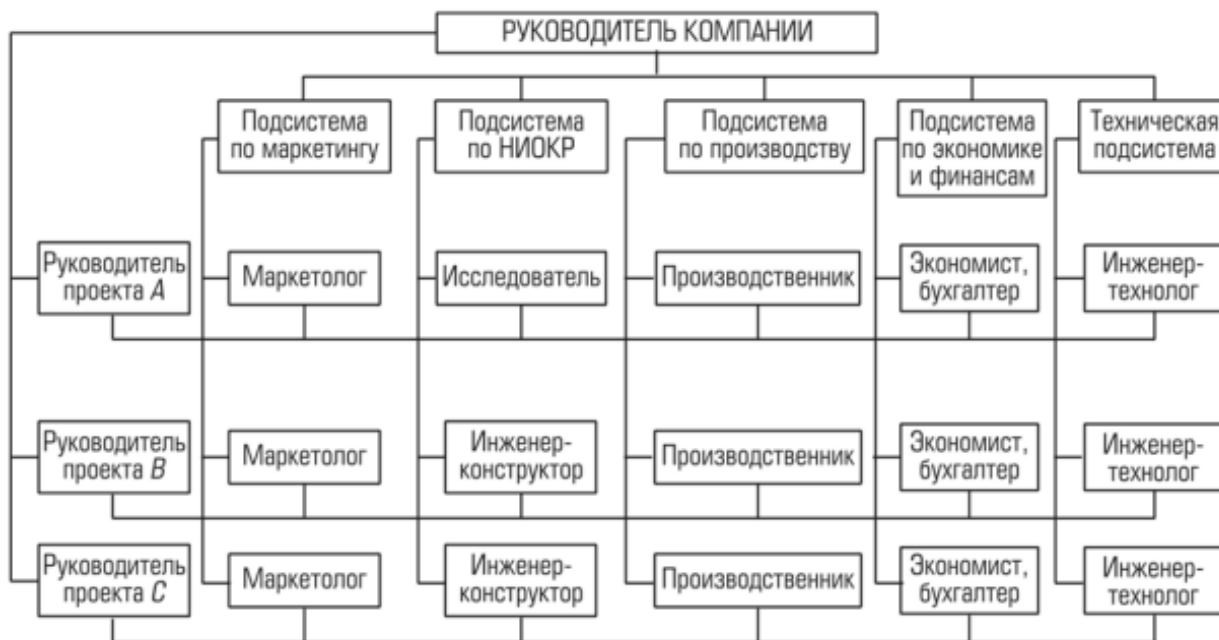 РУКОВОДИТЕЛЬ КОМПАНИИ
Подсистема
по маркетингу
Подсистема
по НИОКР
Подсистема
по производству
Подсистема
по экономике
и финансам
Техническая
подсистема
Руководитель
проекта А
Маркетолог
Исследователь
Производственник
Экономист,
бухгалтер
Инженер-
технолог
Руководитель
проекта В
Маркетолог
Инженер-
конструктор
Производственник
Экономист,
бухгалтер
Инженер-
технолог
Руководитель
проекта С
Маркетолог
Инженер-
конструктор
Производственник
Экономист,
бухгалтер
Инженер-
технолог